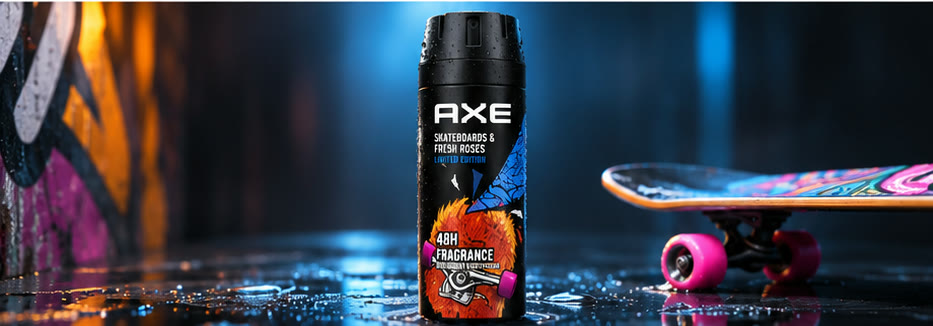 AXE
SKATEBOARDS &
FRESH ROSES
LIMITED EDITION
48H
FRAGRANCE